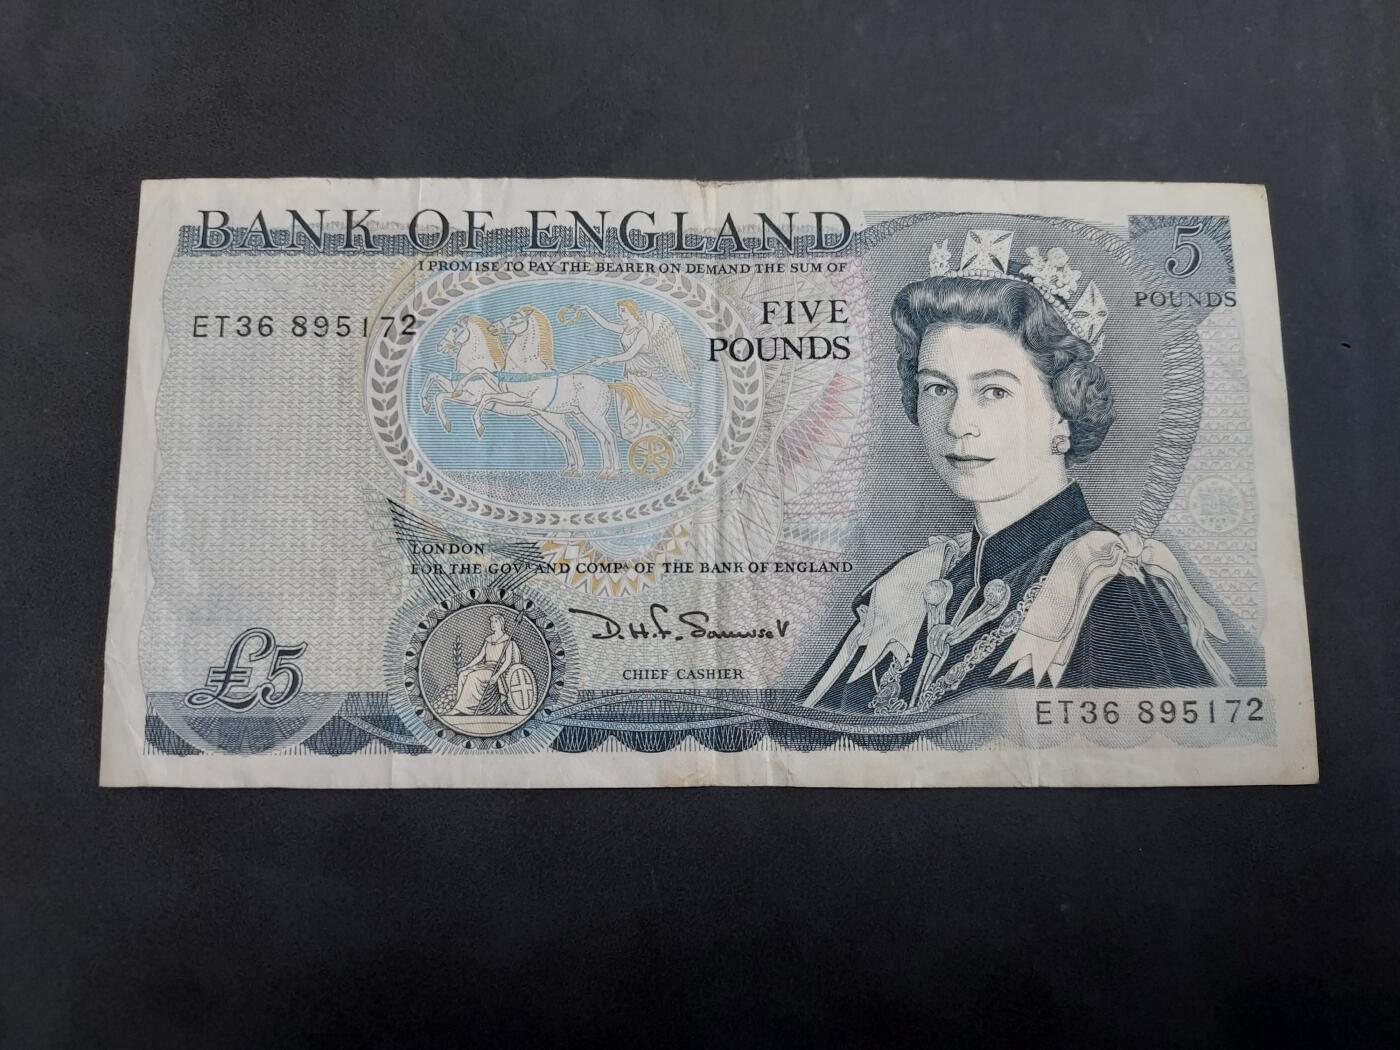 BANK OF ENGLAND
I PROMISE TO PAY THE BEARER ON DEMAND THE SUM OF
5
POUNDS
ET36 895172
FIVE
POUNDS
LONDON
FOR THE GOVR AND COMPA OF THE BANK OF ENGLAND
D.H.F. Somerset
CHIEF CASHIER
£5
ET36 895172